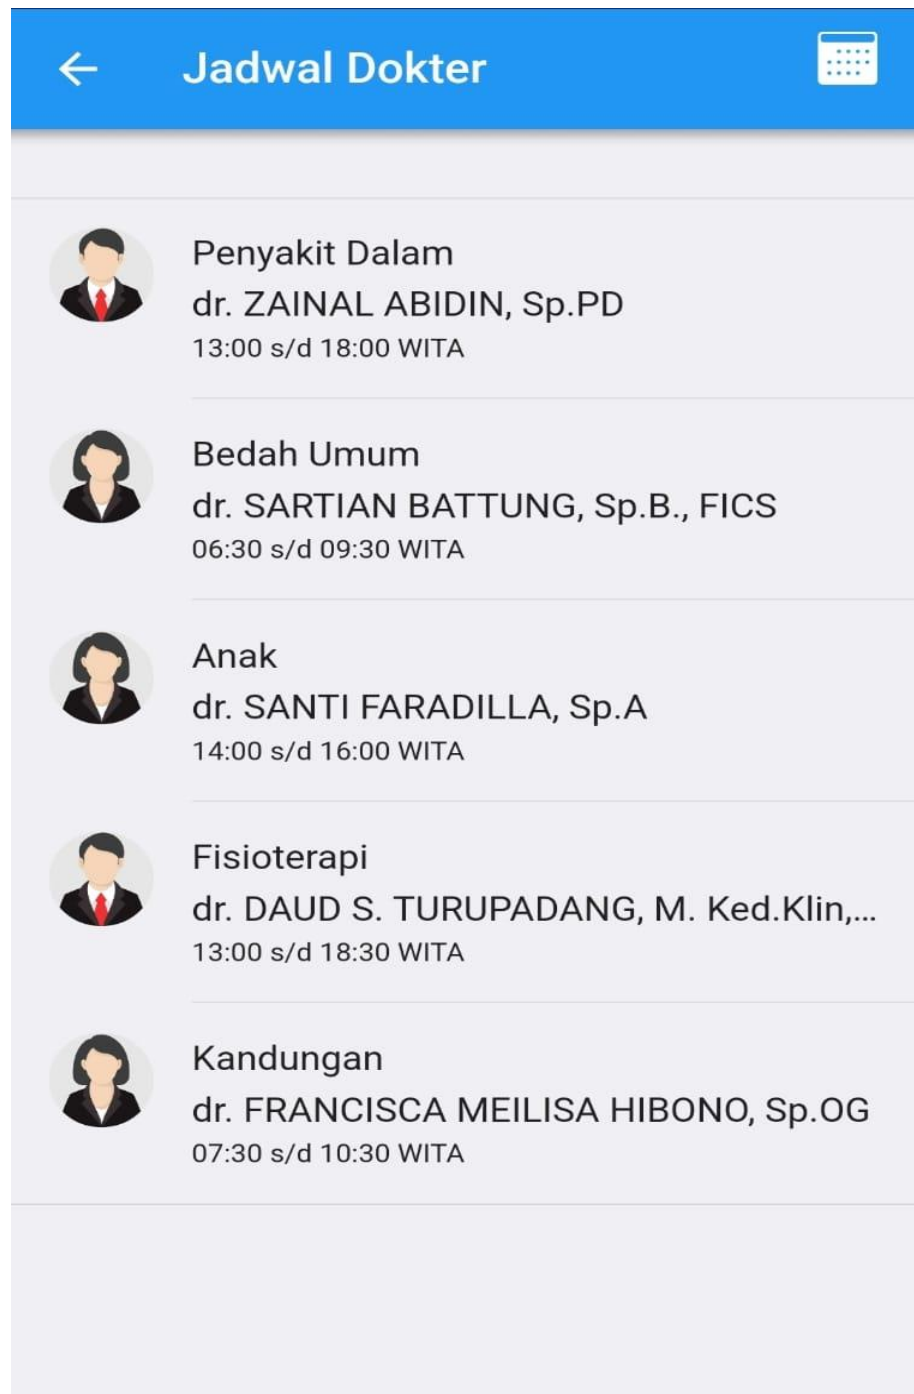 Jadwal Dokter
Penyakit Dalam
dr. ZAINAL ABIDIN, Sp.PD
13:00 s/d 18:00 WITA
Bedah Umum
dr. SARTIAN BATTUNG, Sp.B., FICS
06:30 s/d 09:30 WITA
Anak
dr. SANTI FARADILLA, Sp.A
14:00 s/d 16:00 WITA
Fisioterapi
dr. DAUD S. TURUPADANG, M. Ked.Klin,...
13:00 s/d 18:30 WITA
Kandungan
dr. FRANCISCA MEILISA HIBONO, Sp.OG
07:30 s/d 10:30 WITA